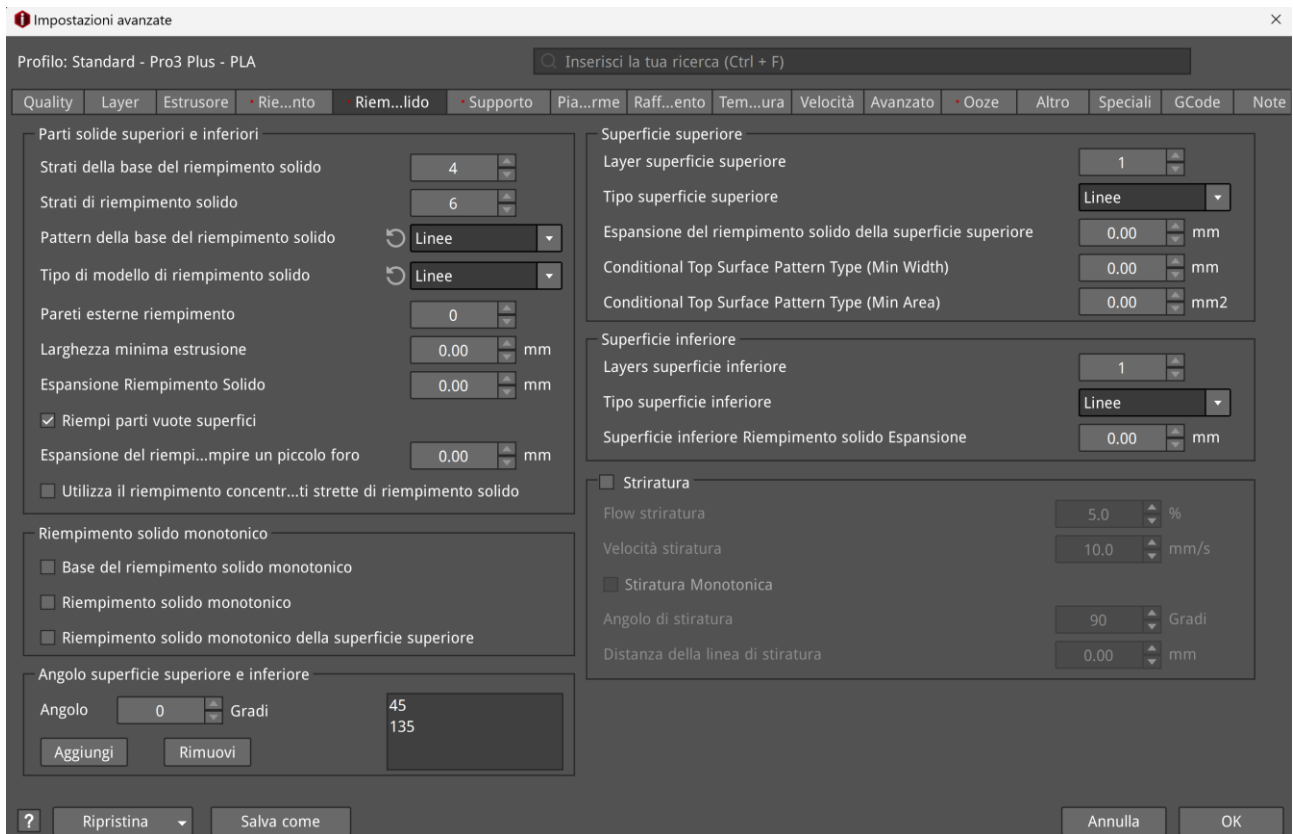 Impostazioni avanzate
Profilo: Standard - Pro3 Plus - PLA
Inserisci la tua ricerca (Ctrl + F)
Quality Layer Estrusore Rie...nto Riem...lido Supporto Pia...rme Raff...ento Tem...ura Velocità Avanzato Ooze Altro Speciali GCode Note
Parti solide superiori e inferiori
Strati della base del riempimento solido 4
Strati di riempimento solido 6
Pattern della base del riempimento solido Linee
Tipo di modello di riempimento solido Linee
Pareti esterne riempimento 0
Larghezza minima estrusione 0.00 mm
Espansione Riempimento Solido 0.00 mm
Riempi parti vuote superfici
Espansione del riempi...mpire un piccolo foro 0.00 mm
Utilizza il riempimento concentr...ti strette di riempimento solido
Riempimento solido monotonico
Base del riempimento solido monotonico
Riempimento solido monotonico
Riempimento solido monotonico della superficie superiore
Angolo superficie superiore e inferiore
Angolo 0 Gradi
45
135
Aggiungi Rimuovi
Superficie superiore
Layer superficie superiore 1
Tipo superficie superiore Linee
Espansione del riempimento solido della superficie superiore 0.00 mm
Conditional Top Surface Pattern Type (Min Width) 0.00 mm
Conditional Top Surface Pattern Type (Min Area) 0.00 mm2
Superficie inferiore
Layers superficie inferiore 1
Tipo superficie inferiore Linee
Superficie inferiore Riempimento solido Espansione 0.00 mm
Striratura
Flow striratura 5.0 %
Velocità stiratura 10.0 mm/s
Stiratura Monotonica
Angolo di stiratura 90 Gradi
Distanza della linea di stiratura 0.00 mm
? Ripristina Salva come Annulla OK